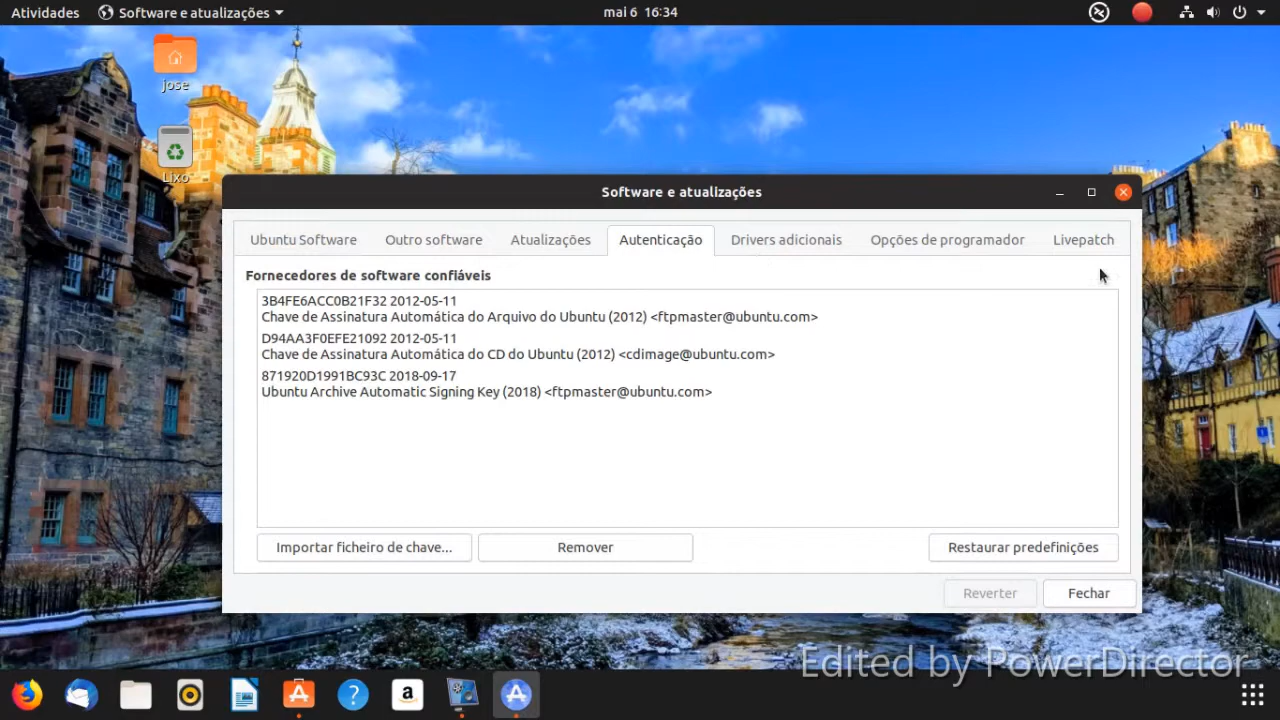 Atividades
Software e atualizações
mai 6 16:34
jose
Lixo
Software e atualizações
Ubuntu Software
Outro software
Atualizações
Autenticação
Drivers adicionais
Opções de programador
Livepatch
Fornecedores de software confiáveis
3B4FE6ACC0B21F32 2012-05-11
Chave de Assinatura Automática do Arquivo do Ubuntu (2012) <ftpmaster@ubuntu.com>
D94AA3F0EFE21092 2012-05-11
Chave de Assinatura Automática do CD do Ubuntu (2012) <cdimage@ubuntu.com>
871920D1991BC93C 2018-09-17
Ubuntu Archive Automatic Signing Key (2018) <ftpmaster@ubuntu.com>
Importar ficheiro de chave...
Remover
Restaurar predefinições
Reverter
Fechar
Edited by PowerDirector